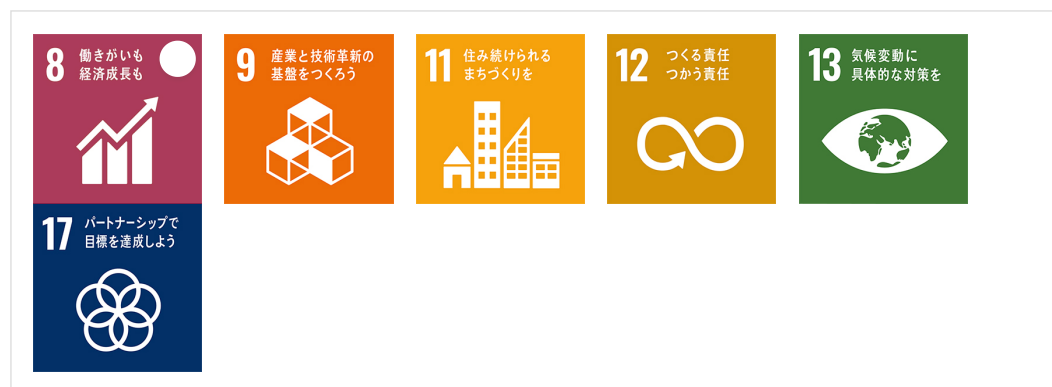 8
働きがいも
経済成長も
9
産業と技術革新の
基盤をつくろう
11
住み続けられる
まちづくりを
12
つくる責任
つかう責任
13
気候変動に
具体的な対策を
17
パートナーシップで
目標を達成しよう